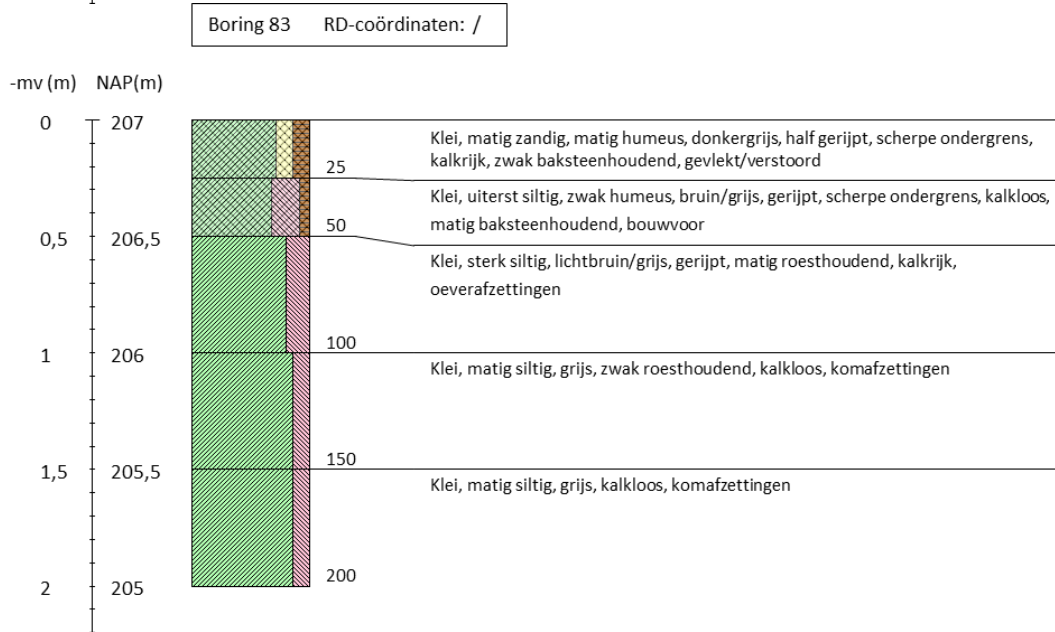 Boring 83 RD-coördinaten: /
-mv (m) NAP(m)
0 207
Klei, matig zandig, matig humeus, donkergrijs, half gerijpt, scherpe ondergrens,
kalkrijk, zwak baksteenhoudend, gevlekt/verstoord
25
Klei, uiterst siltig, zwak humeus, bruin/grijs, gerijpt, scherpe ondergrens, kalkloos,
matig baksteenhoudend, bouwvoor
50
0,5 206,5
Klei, sterk siltig, lichtbruin/grijs, gerijpt, matig roesthoudend, kalkrijk,
oeverafzettingen
100
1 206
Klei, matig siltig, grijs, zwak roesthoudend, kalkloos, komafzettingen
150
1,5 205,5
Klei, matig siltig, grijs, kalkloos, komafzettingen
200
2 205